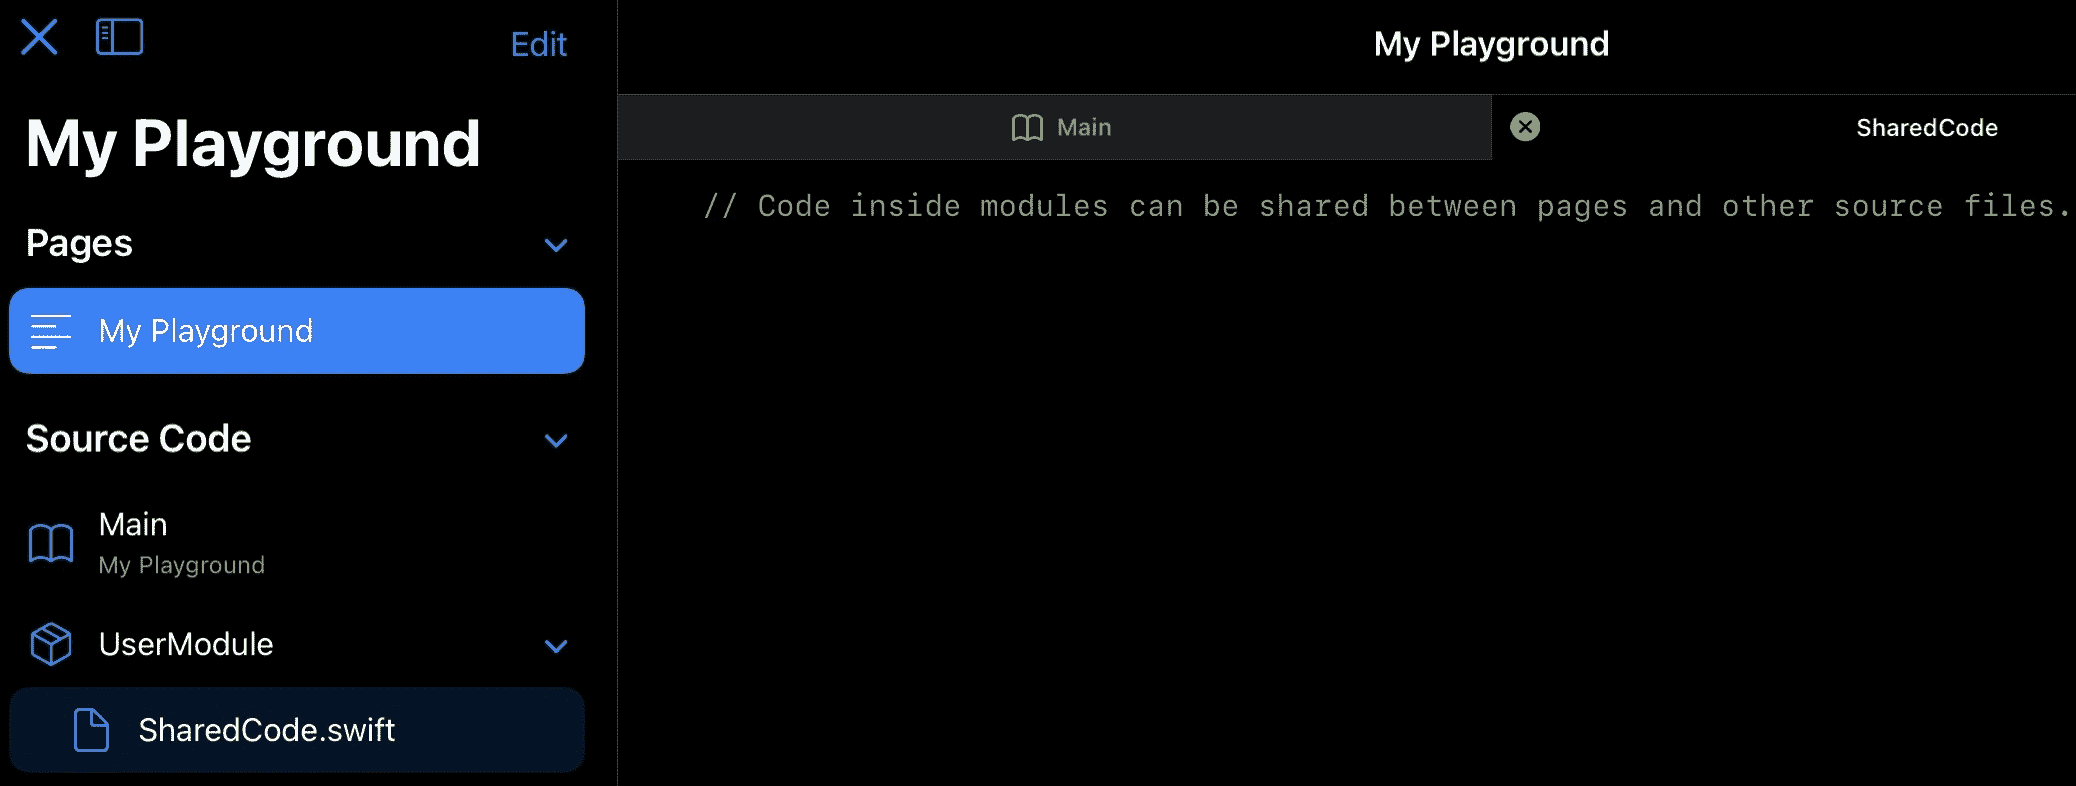 Edit
My Playground
Pages
My Playground
Source Code
Main
My Playground
UserModule
SharedCode.swift
My Playground
Main
SharedCode
// Code inside modules can be shared between pages and other source files.